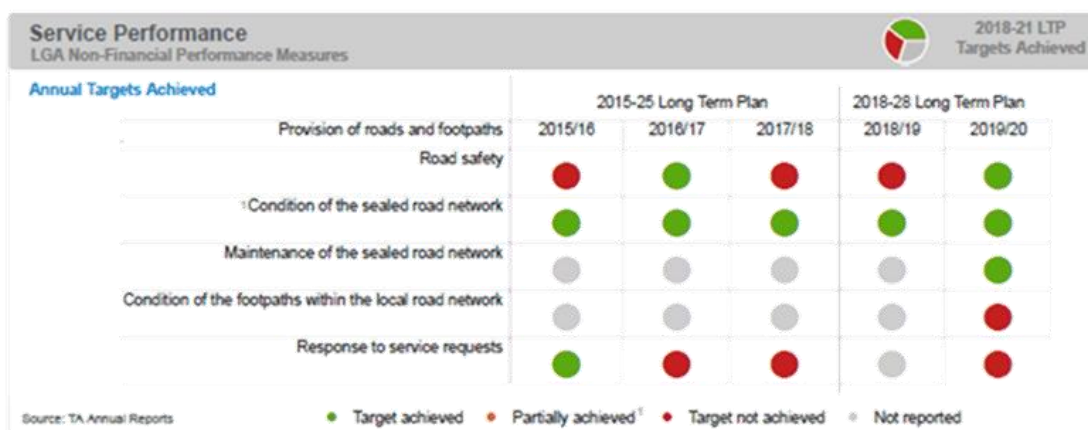 Service Performance
LGA Non-Financial Performance Measures
2018-21 LTP
Targets Achieved
Annual Targets Achieved
2015-25 Long Term Plan
2018-28 Long Term Plan
Provision of roads and footpaths 2015/16 2016/17 2017/18 2018/19 2019/20
Road safety
1 Condition of the sealed road network
Maintenance of the sealed road network
Condition of the footpaths within the local road network
Response to service requests
Source: TA Annual Reports
Target achieved Partially achieved 1 Target not achieved Not reported